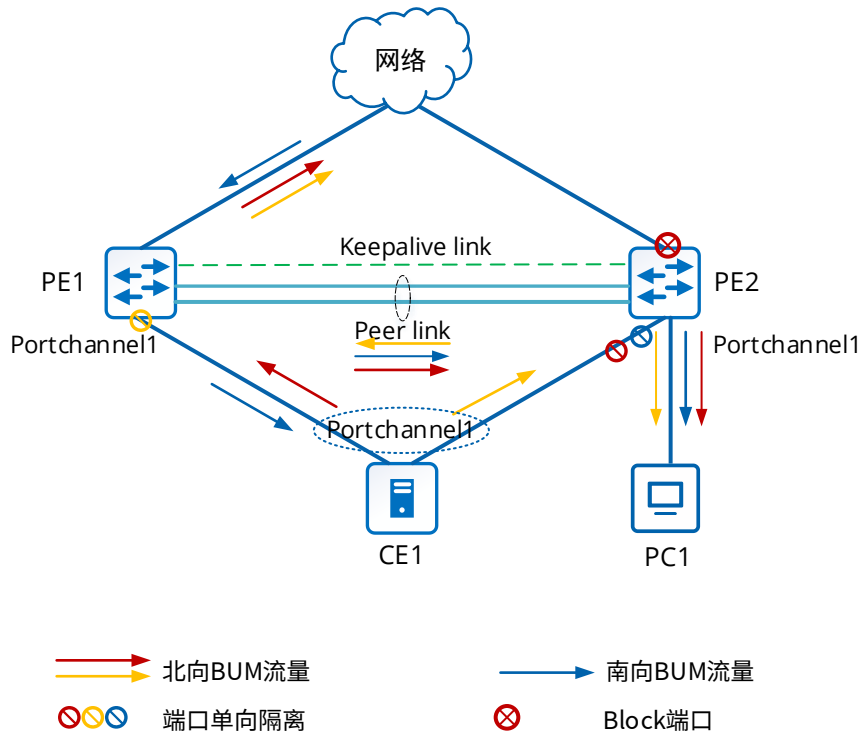 网络
Keepalive link
PE1
PE2
Peer link
Portchannel1
Portchannel1
Portchannel1
CE1
PC1
北向BUM流量
南向BUM流量
端口单向隔离
Block端口